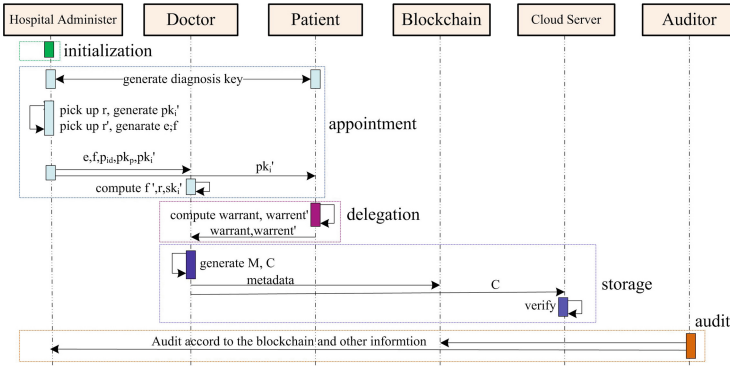 Hospital Administer Doctor Patient Blockchain Cloud Server Auditor
initialization
generate diagnosis key
pick up r, generate pkᵢ'
pick up r', genarate e;f
appointment
e,f,p_id,pk_p,pkᵢ'
pkᵢ'
compute f ',r,skᵢ'
compute warrant, warrent'
delegation
warrant,warrent'
generate M, C
metadata
C
storage
verify
audit
Audit accord to the blockchain and other informtion